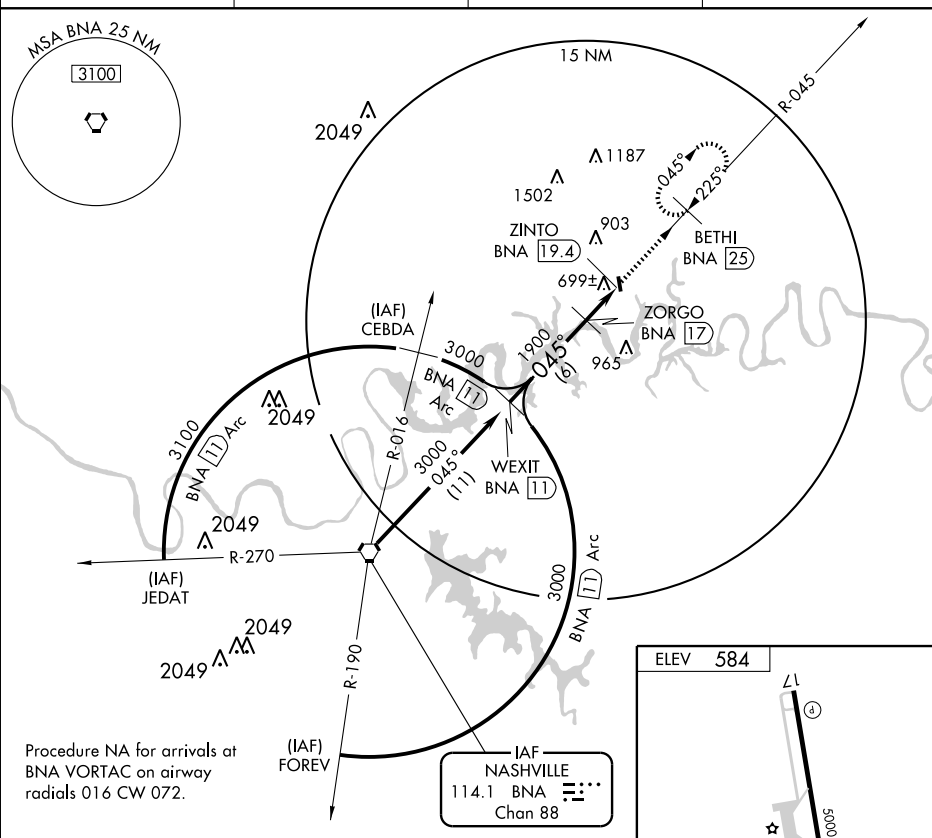 MSA BNA 25 NM
3100
15 NM
R-045
2049
1187
1502
045°
225°
903
ZINTO
BNA 19.4
BETHI
BNA 25
699±
(IAF)
CEBDA
ZORGO
BNA 17
3000
1900
045°
(6)
965
BNA 11
Arc
2049
3100
BNA 11 Arc
R-016
3000
045°
(11)
WEXIT
BNA 11
2049
R-270
(IAF)
JEDAT
3000
BNA 11 Arc
2049
2049
R-190
ELEV 584
17
P
5000
(IAF)
FOREV
Procedure NA for arrivals at
BNA VORTAC on airway
radials 016 CW 072.
IAF
NASHVILLE
114.1 BNA
Chan 88